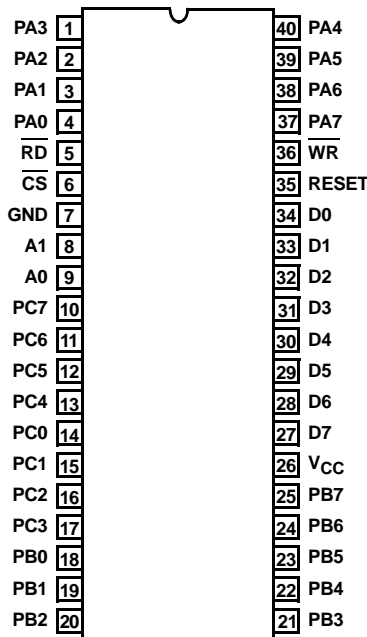 PA3 1 40 PA4
PA2 2 39 PA5
PA1 3 38 PA6
PA0 4 37 PA7
R̅D̅ 5 36 W̅R̅
C̅S̅ 6 35 RESET
GND 7 34 D0
A1 8 33 D1
A0 9 32 D2
PC7 10 31 D3
PC6 11 30 D4
PC5 12 29 D5
PC4 13 28 D6
PC0 14 27 D7
PC1 15 26 VCC
PC2 16 25 PB7
PC3 17 24 PB6
PB0 18 23 PB5
PB1 19 22 PB4
PB2 20 21 PB3